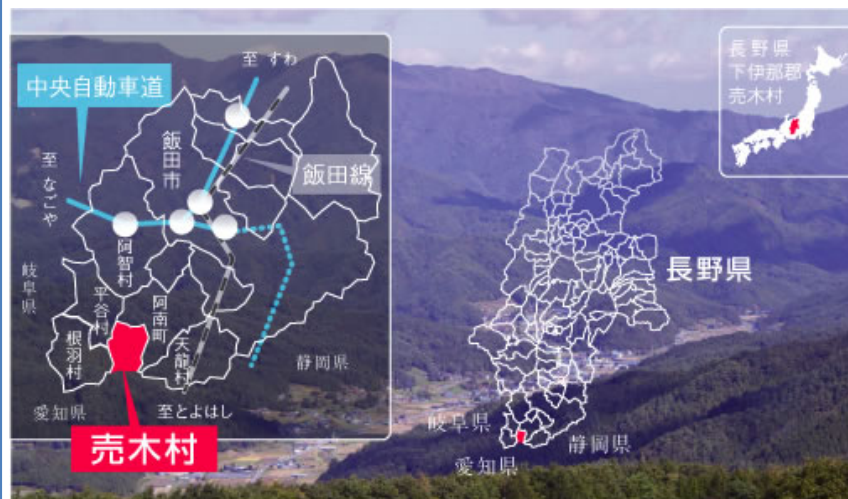 至 すわ
中央自動車道
飯田市
飯田線
至 なごや
阿智村
岐阜県
平谷村
阿南町
根羽村
天龍村
静岡県
愛知県
至とよはし
売木村
長野県
下伊那郡
売木村
長野県
岐阜県
静岡県
愛知県